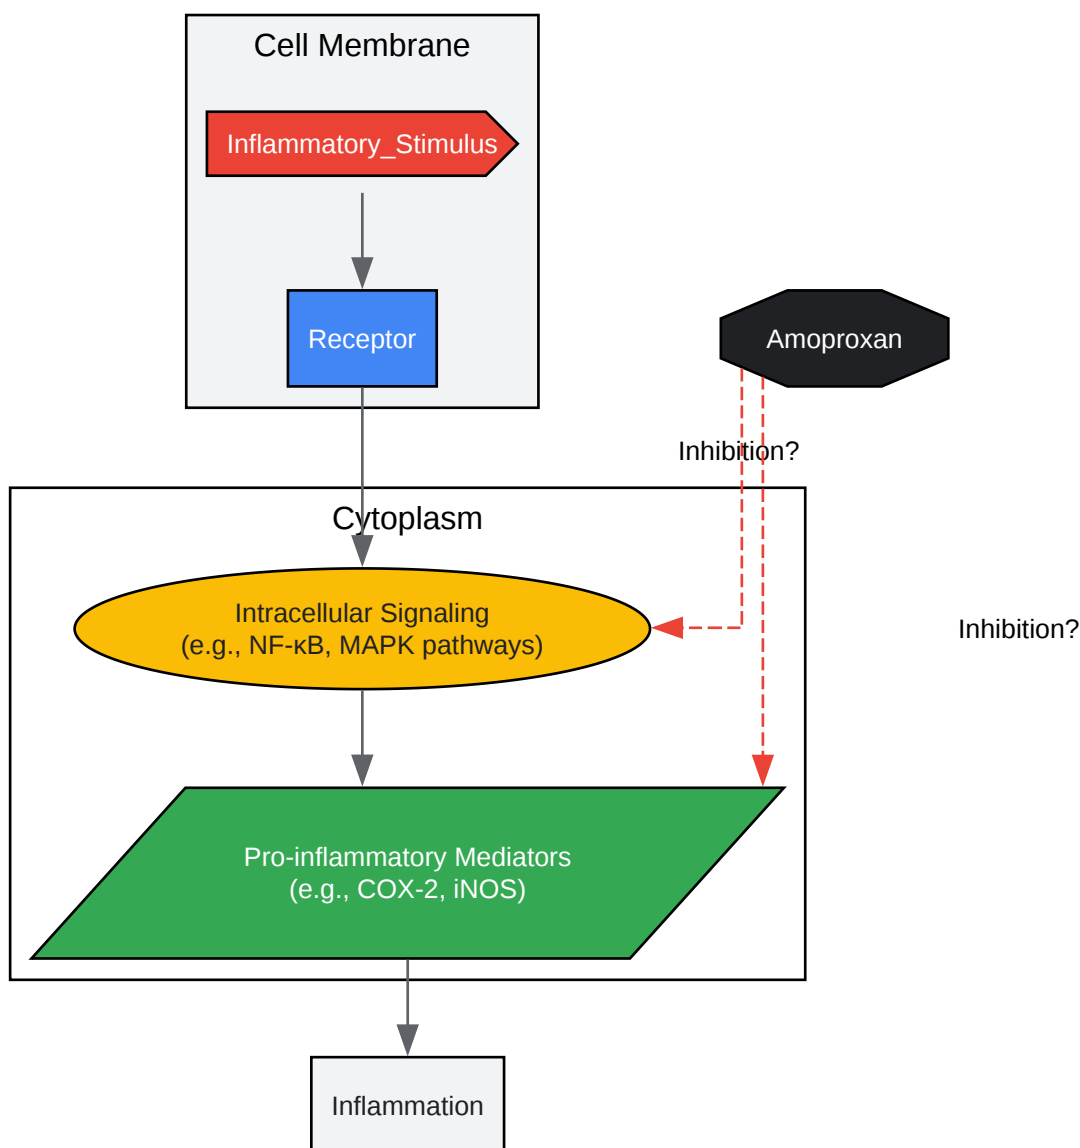 Cell Membrane
Inflammatory_Stimulus
Receptor
Amoproxan
Inhibition?
Cytoplasm
Intracellular Signaling
(e.g., NF-κB, MAPK pathways)
Inhibition?
Pro-inflammatory Mediators
(e.g., COX-2, iNOS)
Inflammation